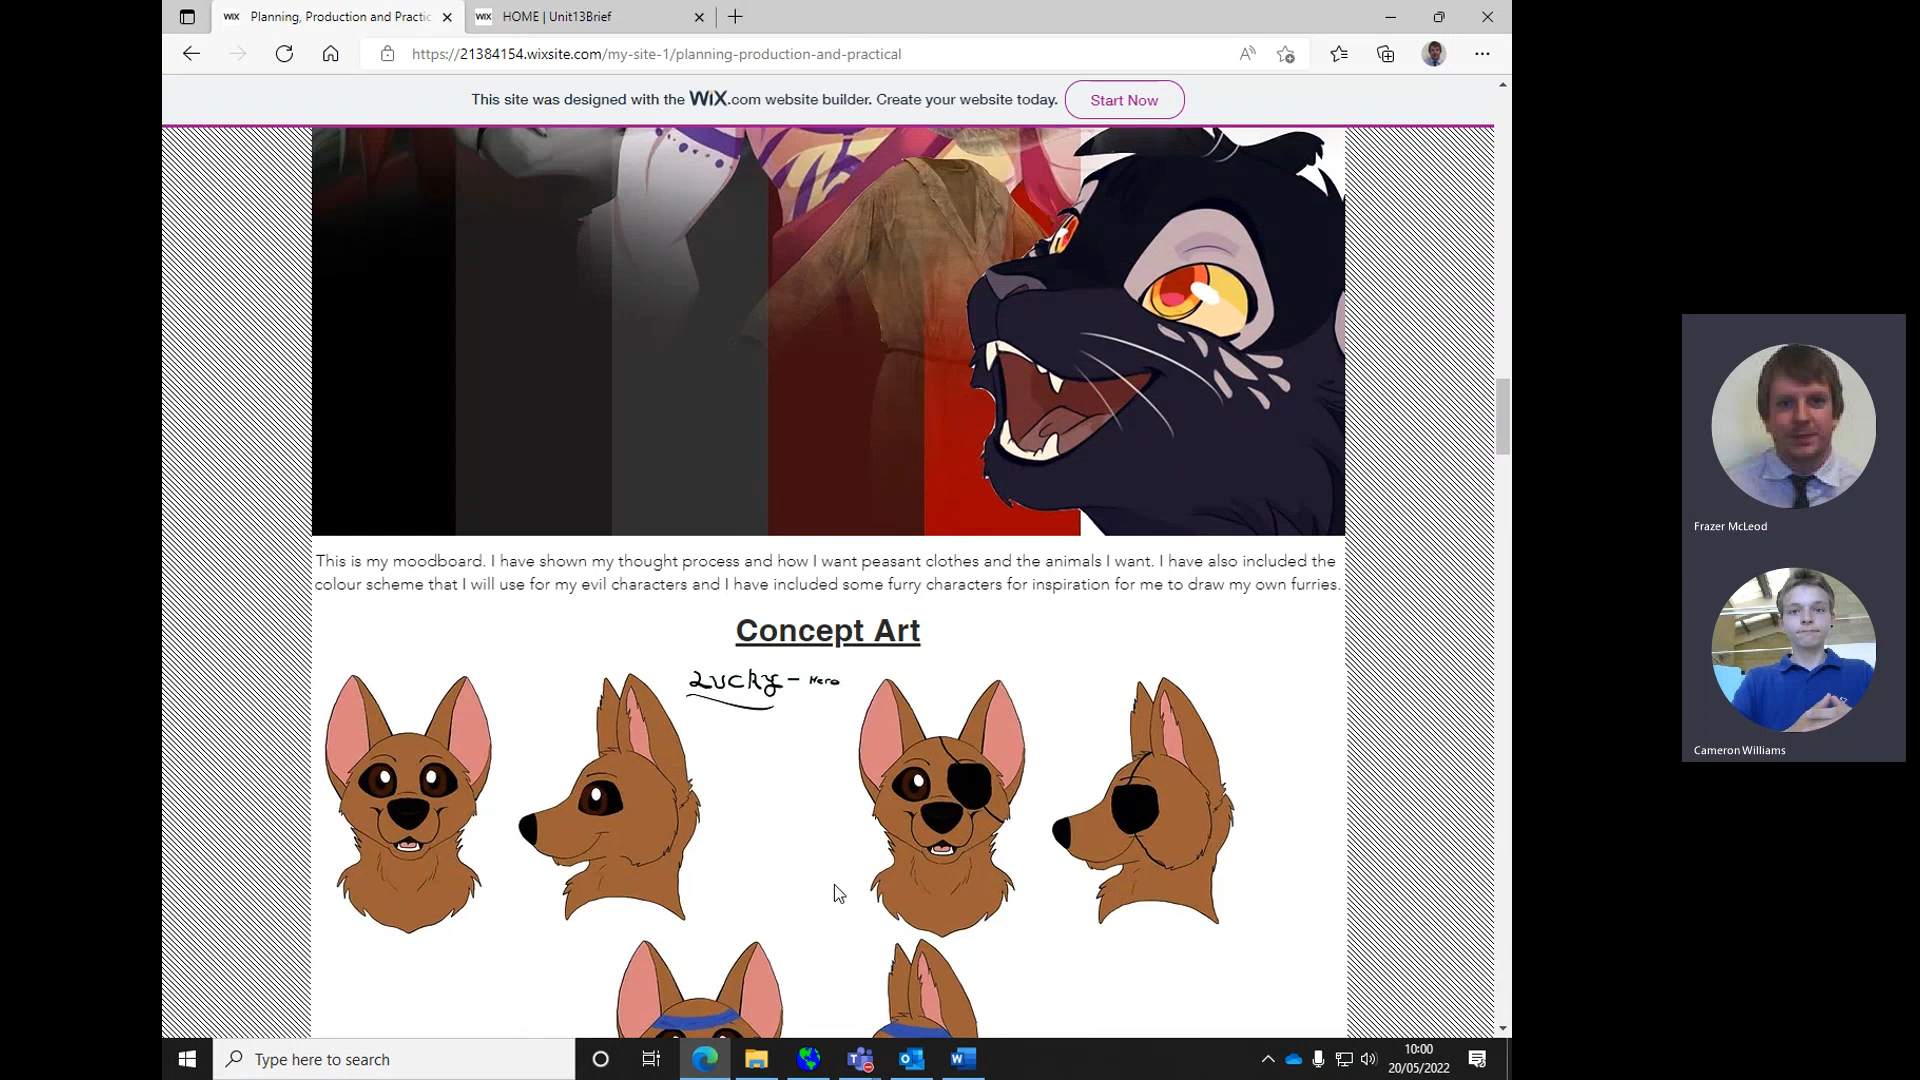 WiX Planning, Production and Practic
WiX HOME | Unit13Brief
https://21384154.wixsite.com/my-site-1/planning-production-and-practical
This site was designed with the WiX.com website builder. Create your website today.
Start Now
This is my moodboard. I have shown my thought process and how I want peasant clothes and the animals I want. I have also included the
colour scheme that I will use for my evil characters and I have included some furry characters for inspiration for me to draw my own furries.
Concept Art
Lucky - Hero
Frazer McLeod
Cameron Williams
Type here to search
10:00
20/05/2022